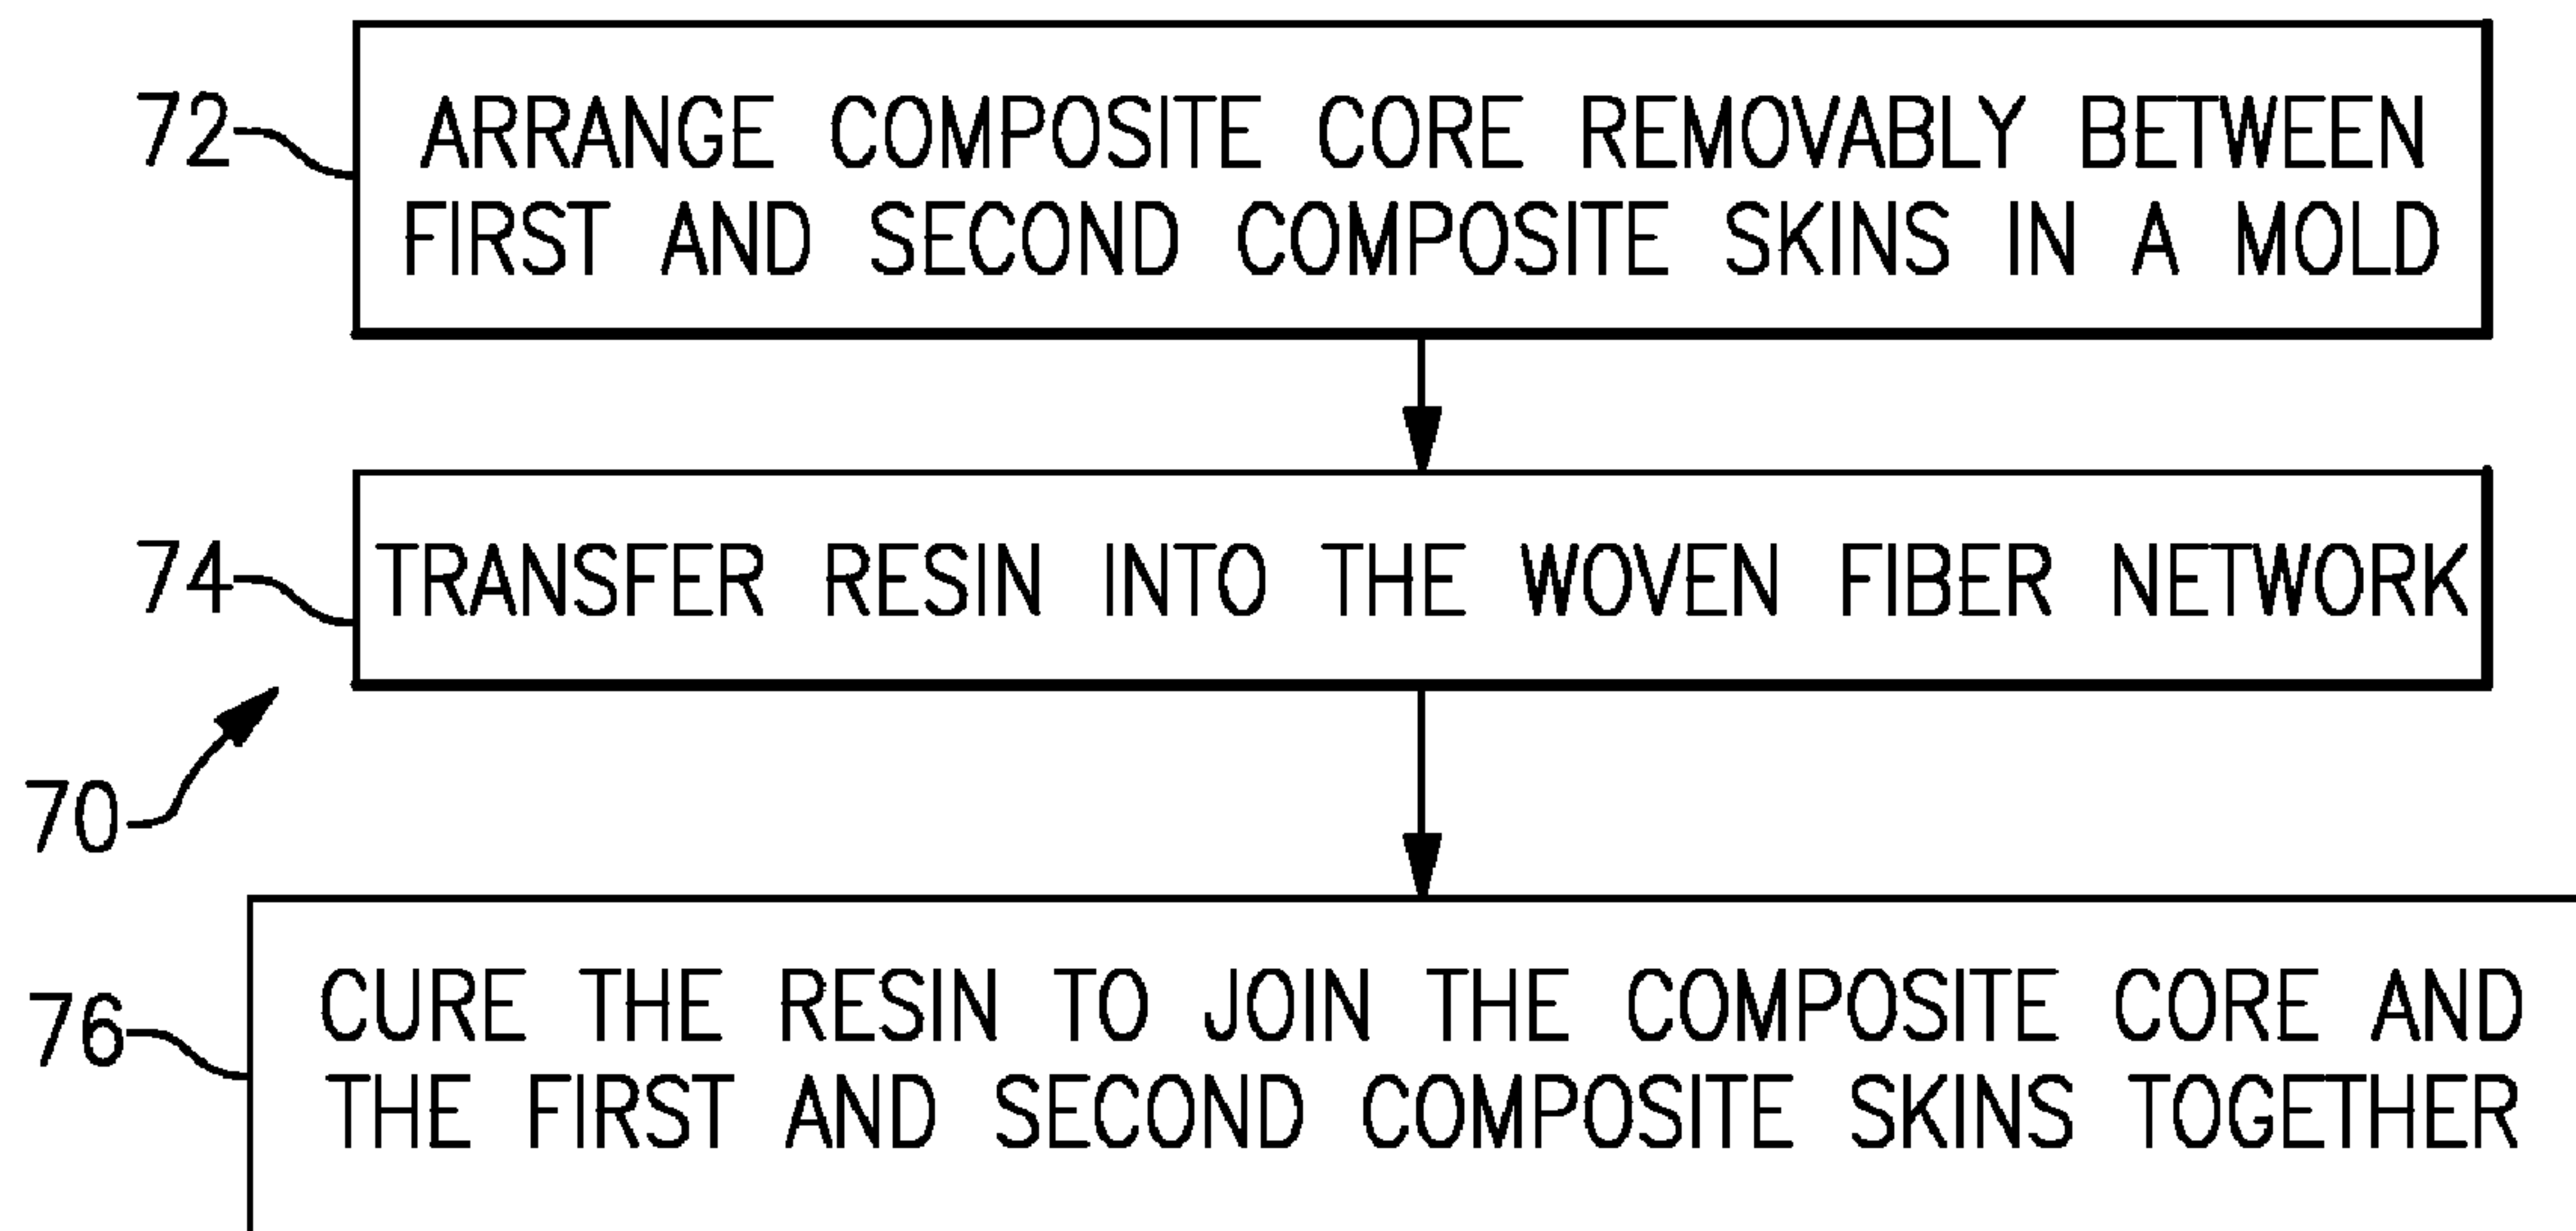 72
ARRANGE COMPOSITE CORE REMOVABLY BETWEEN
FIRST AND SECOND COMPOSITE SKINS IN A MOLD
74
TRANSFER RESIN INTO THE WOVEN FIBER NETWORK
70
76
CURE THE RESIN TO JOIN THE COMPOSITE CORE AND
THE FIRST AND SECOND COMPOSITE SKINS TOGETHER